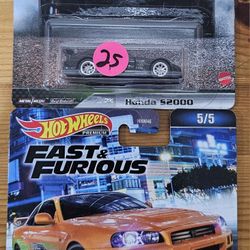 25
Honda S2000
Hot Wheels
PREMIUM
5/5
FAST &
FURIOUS